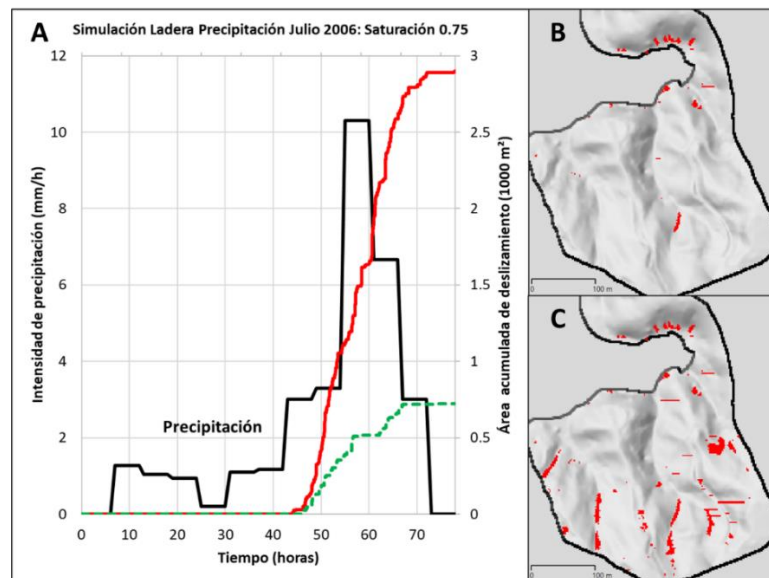 A
Simulación Ladera Precipitación Julio 2006: Saturación 0.75
12
10
8
6
4
2
0
Intensidad de precipitación (mm/h)
3
2.5
2
1.5
1
0.5
0
Área acumulada de deslizamiento (1000 m²)
Precipitación
0 10 20 30 40 50 60 70
Tiempo (horas)
B
0 100 m
C
0 100 m